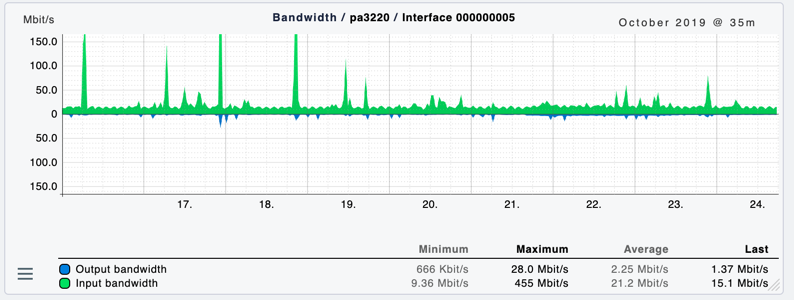 Mbit/s
Bandwidth / pa3220 / Interface 000000005
October 2019 @ 35m
150.0
100.0
50.0
0
50.0
100.0
150.0
17. 18. 19. 20. 21. 22. 23. 24.
Minimum Maximum Average Last
Output bandwidth 666 Kbit/s 28.0 Mbit/s 2.25 Mbit/s 1.37 Mbit/s
Input bandwidth 9.36 Mbit/s 455 Mbit/s 21.2 Mbit/s 15.1 Mbit/s